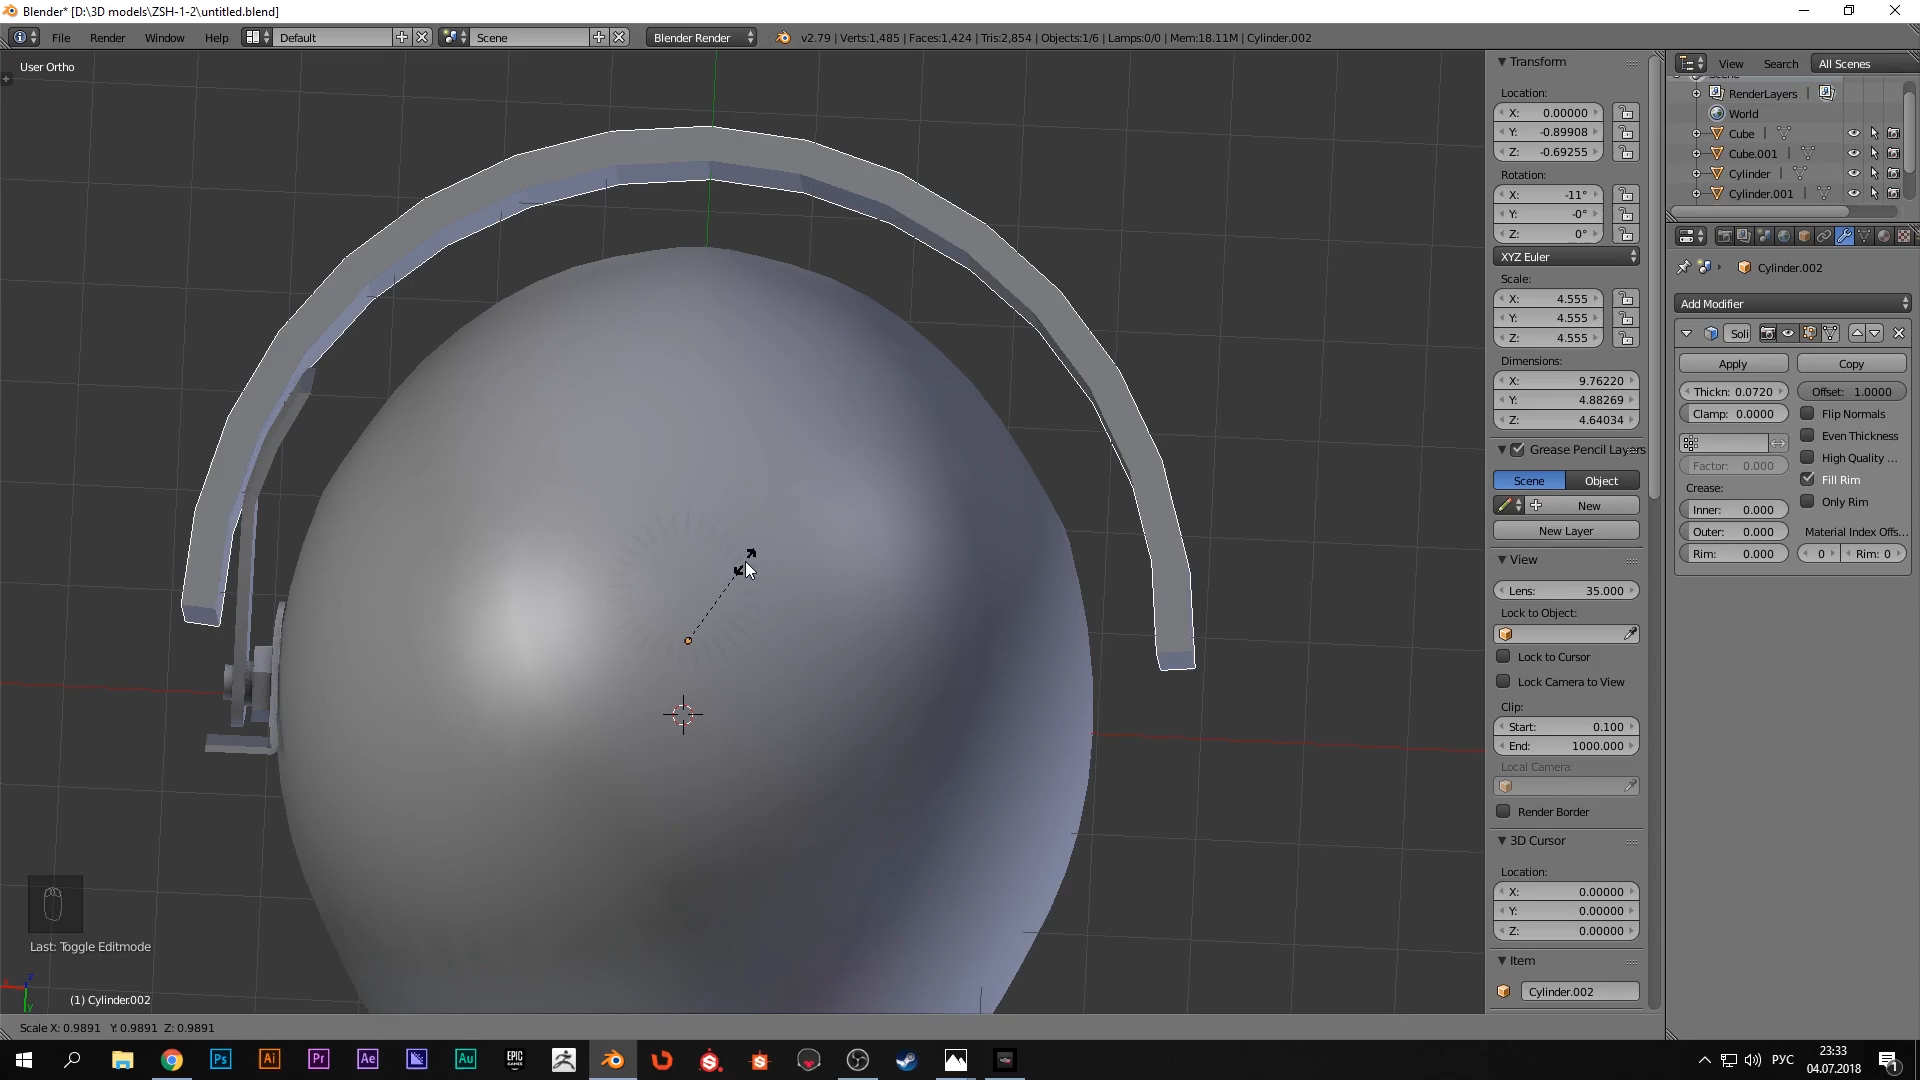 Blender* [D:\3D models\ZSH-1-2\untitled.blend]
File Render Window Help Default Scene Blender Render v2.79 | Verts:1,485 | Faces:1,424 | Tris:2,854 | Objects:1/6 | Lamps:0/0 | Mem:18.11M | Cylinder.002
User Ortho
Transform
Location:
X: 0.00000
Y: -0.89908
Z: -0.69255
Rotation:
X: -11°
Y: -0°
Z: 0°
XYZ Euler
Scale:
X: 4.555
Y: 4.555
Z: 4.555
Dimensions:
X: 9.76220
Y: 4.88269
Z: 4.64034
Grease Pencil Layers
Scene Object
New
New Layer
View
Lens: 35.000
Lock to Object:
Lock to Cursor
Lock Camera to View
Clip:
Start: 0.100
End: 1000.000
Local Camera:
Render Border
3D Cursor
Location:
X: 0.00000
Y: 0.00000
Z: 0.00000
Item
Cylinder.002
View Search All Scenes
RenderLayers
World
Cube
Cube.001
Cylinder
Cylinder.001
Cylinder.002
Add Modifier
Soli
Apply Copy
Thickn: 0.0720 Offset: 1.0000
Clamp: 0.0000 Flip Normals
Even Thickness
Factor: 0.000 High Quality ...
Crease: Fill Rim
Inner: 0.000 Only Rim
Outer: 0.000 Material Index Offs...
Rim: 0.000 0 Rim: 0
Last: Toggle Editmode
z
y
(1) Cylinder.002
Scale X: 0.9891 Y: 0.9891 Z: 0.9891
Ps Ai Pr Ae Au EPIC GAMES
РУС 23:33
04.07.2018
1